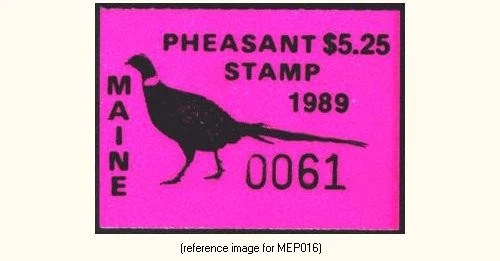 PHEASANT $5.25
STAMP
1989
MAINE
0061
(reference image for MEP016)